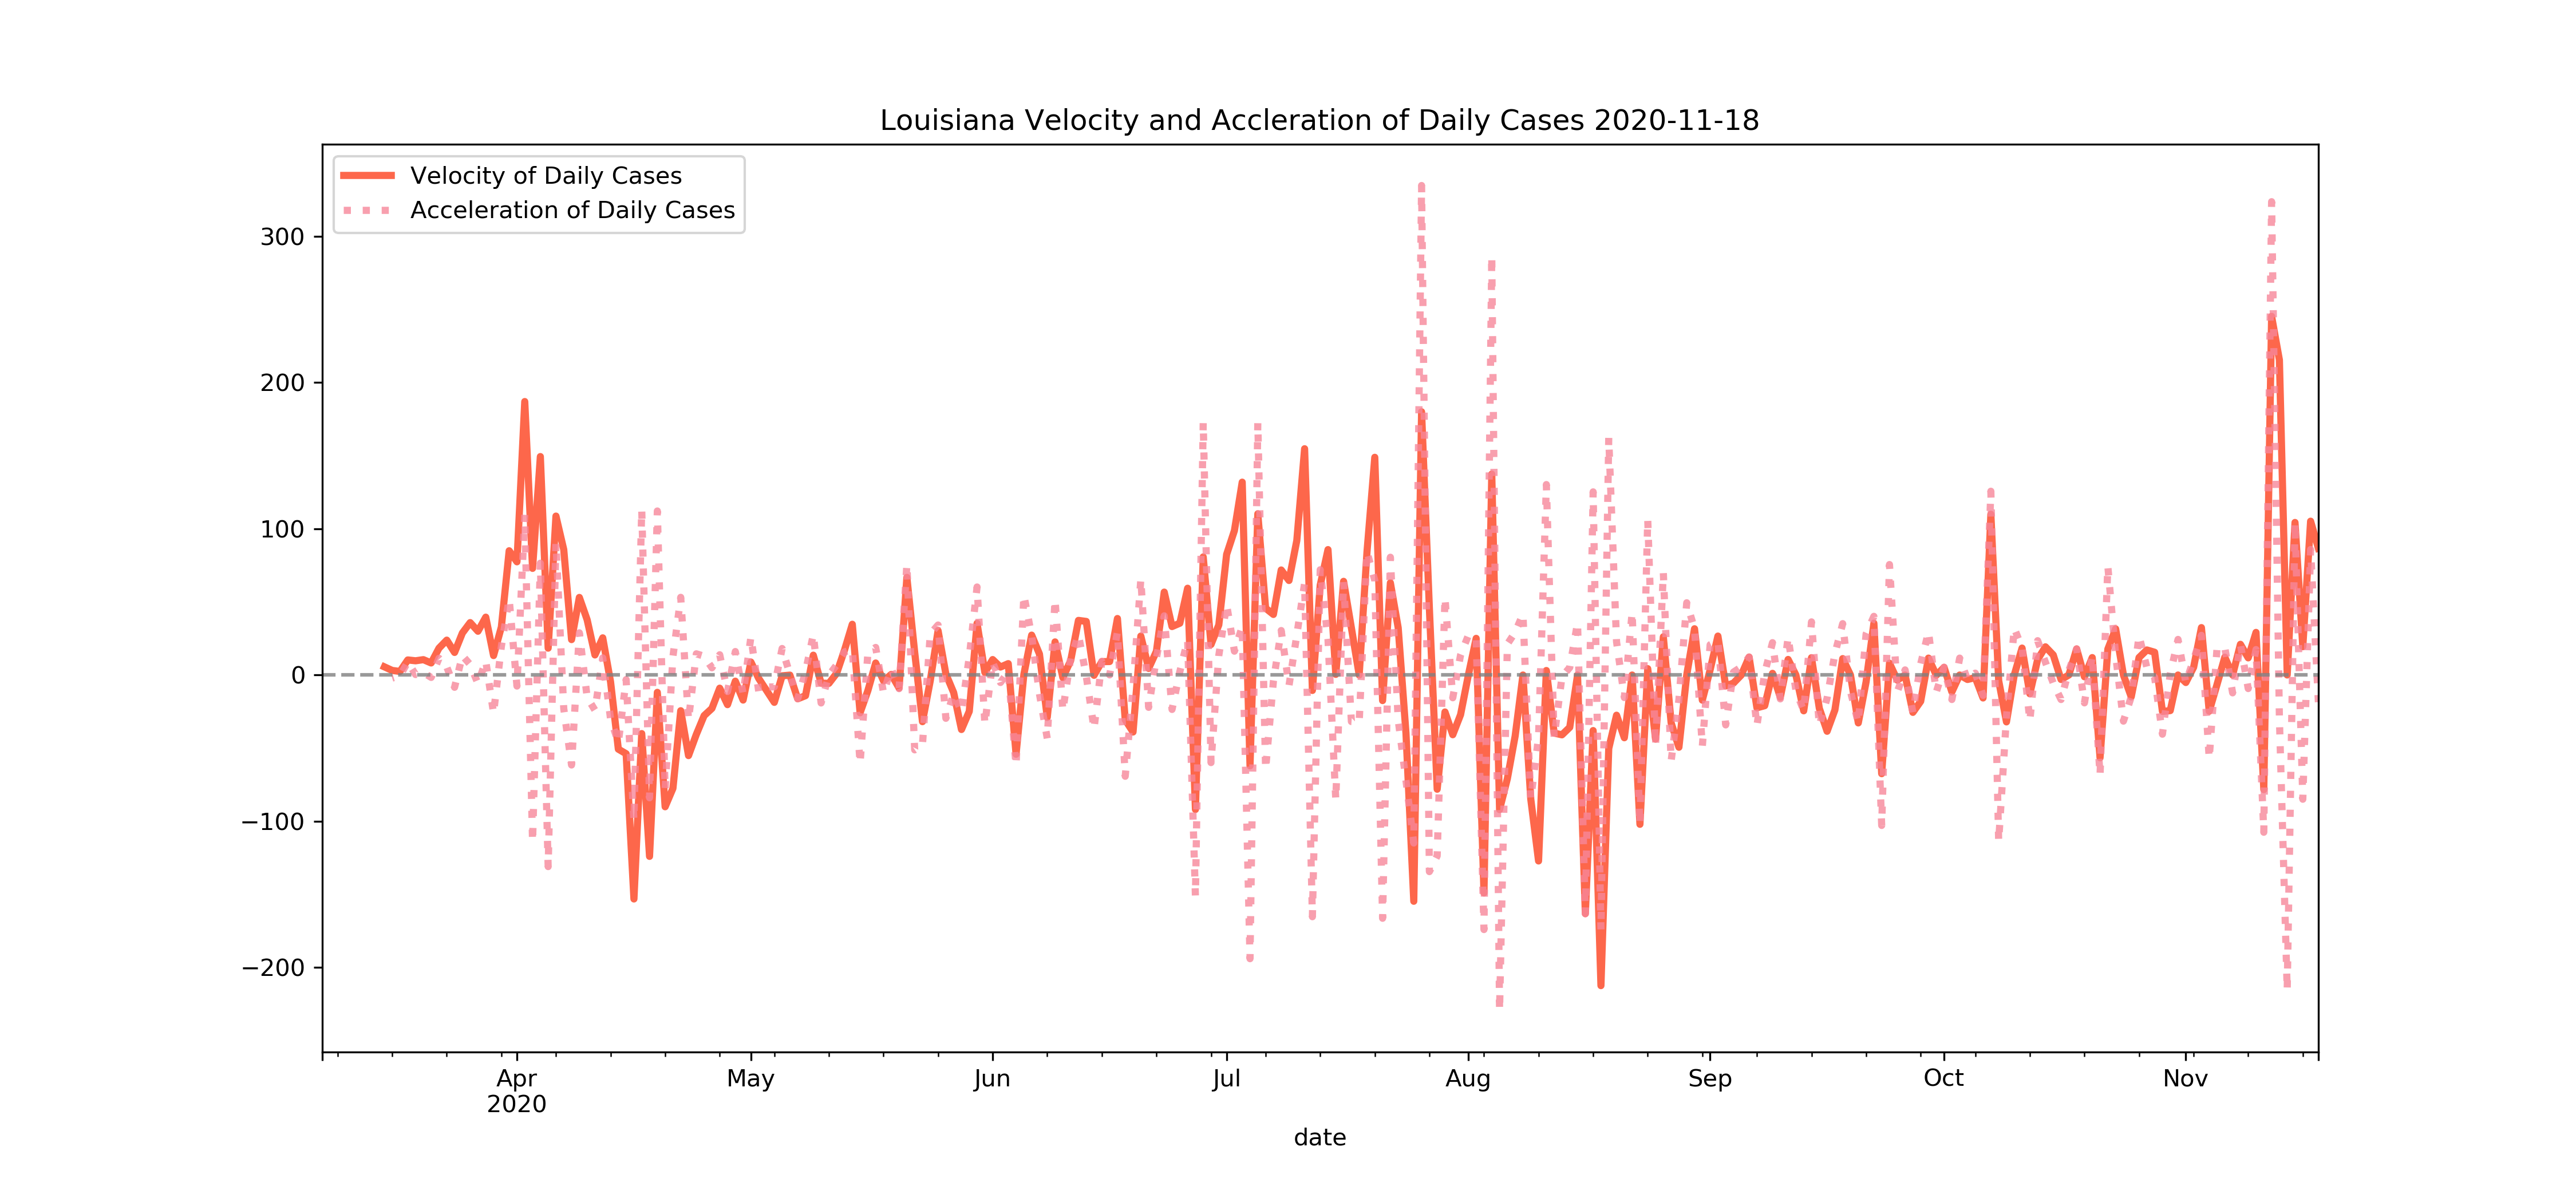 Louisiana Velocity and Accleration of Daily Cases 2020-11-18
Velocity of Daily Cases
Acceleration of Daily Cases
300
200
100
0
−100
−200
Apr May Jun Jul Aug Sep Oct Nov
2020
date